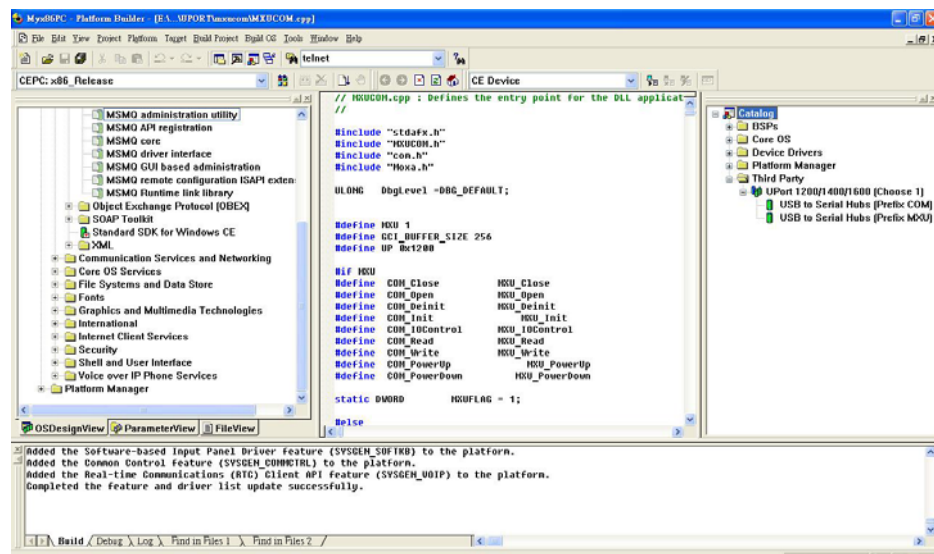 Myx86PC - Platform Builder - [E:\...\UPORT\mxucom\MXUCOM.cpp]
File Edit View Project Platform Target Build Project Build OS Tools Window Help
telnet
CEPC: x86_Release
CE Device
MSMQ administration utility
MSMQ API registration
MSMQ core
MSMQ driver interface
MSMQ GUI based administration
MSMQ remote configuration ISAPI exten
MSMQ Runtime link library
Object Exchange Protocol (OBEX)
SOAP Toolkit
Standard SDK for Windows CE
XML
Communication Services and Networking
Core OS Services
File Systems and Data Store
Fonts
Graphics and Multimedia Technologies
International
Internet Client Services
Security
Shell and User Interface
Voice over IP Phone Services
Platform Manager
OSDesignView ParameterView FileView
// MXUCOM.cpp : Defines the entry point for the DLL applicat
//
#include "stdafx.h"
#include "MXUCOM.h"
#include "com.h"
#include "Moxa.h"
ULONG DbgLevel =DBG_DEFAULT;
#define MXU 1
#define GCI_BUFFER_SIZE 256
#define UP 0x1200
#if MXU
#define COM_Close MXU_Close
#define COM_Open MXU_Open
#define COM_Deinit MXU_Deinit
#define COM_Init MXU_Init
#define COM_IOControl MXU_IOControl
#define COM_Read MXU_Read
#define COM_Write MXU_Write
#define COM_PowerUp MXU_PowerUp
#define COM_PowerDown MXU_PowerDown
static DWORD MXUFLAG = 1;
#else
Catalog
BSPs
Core OS
Device Drivers
Platform Manager
Third Party
UPort 1200/1400/1600 (Choose 1)
USB to Serial Hubs (Prefix COM)
USB to Serial Hubs (Prefix MXU)
Added the Software-based Input Panel Driver feature (SYSGEN_SOFTKB) to the platform.
Added the Common Control feature (SYSGEN_COMMCTRL) to the platform.
Added the Real-time Communications (RTC) Client API feature (SYSGEN_VOIP) to the platform.
Completed the feature and driver list update successfully.
Build Debug Log Find in Files 1 Find in Files 2